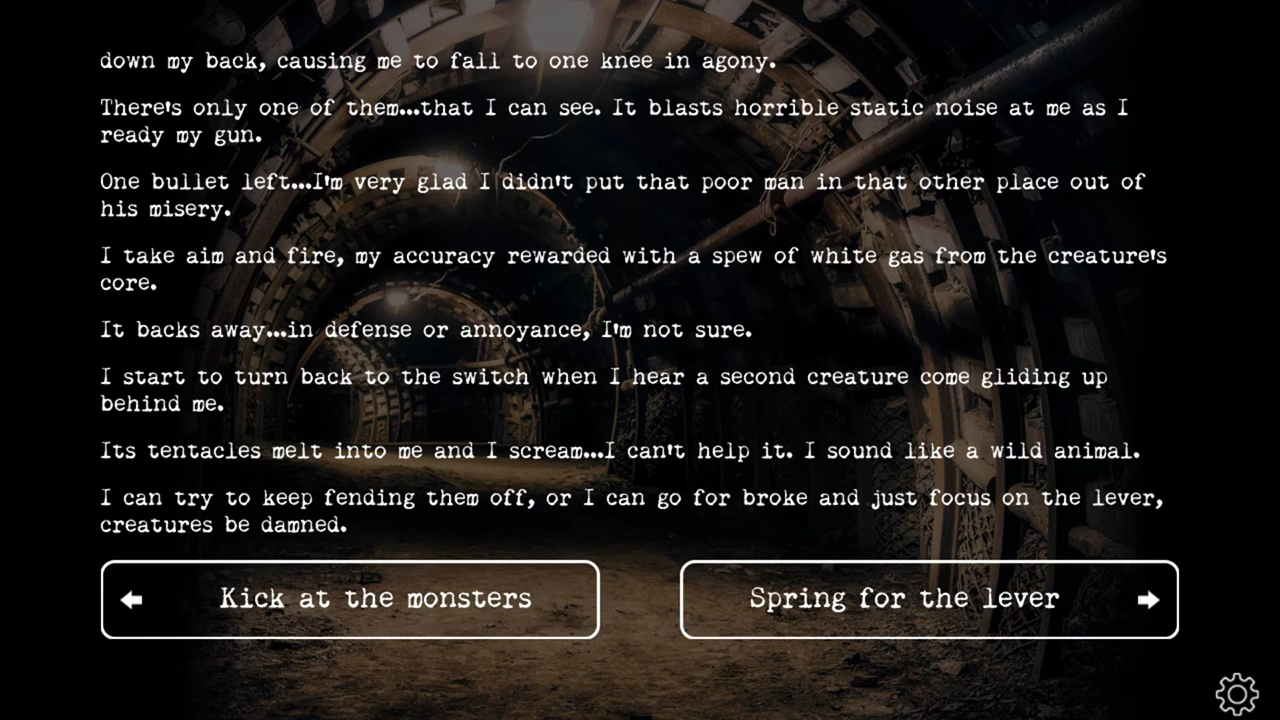 down my back, causing me to fall to one knee in agony.
There's only one of them...that I can see. It blasts horrible static noise at me as I
ready my gun.
One bullet left...I'm very glad I didn't put that poor man in that other place out of
his misery.
I take aim and fire, my accuracy rewarded with a spew of white gas from the creature's
core.
It backs away...in defense or annoyance, I'm not sure.
I start to turn back to the switch when I hear a second creature come gliding up
behind me.
Its tentacles melt into me and I scream...I can't help it. I sound like a wild animal.
I can try to keep fending them off, or I can go for broke and just focus on the lever,
creatures be damned.
Kick at the monsters
Spring for the lever